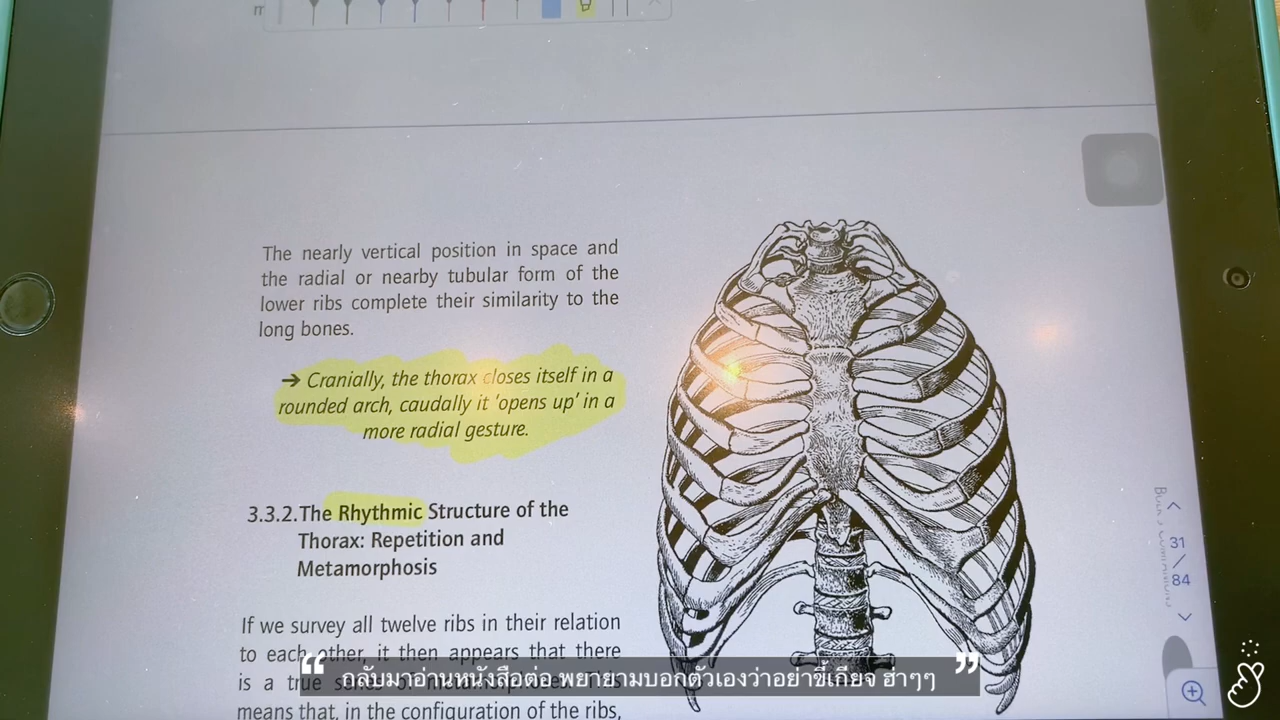 The nearly vertical position in space and
the radial or nearby tubular form of the
lower ribs complete their similarity to the
long bones.
→ Cranially, the thorax closes itself in a
rounded arch, caudally it ‘opens up’ in a
more radial gesture.
3.3.2.The Rhythmic Structure of the
Thorax: Repetition and
Metamorphosis
If we survey all twelve ribs in their relation
to each other, it then appears that there
is a true
means that, in the configuration of the ribs,
31
/
84
“ กลับมาอ่านหนังสือต่อ พยายามบอกตัวเองว่าอย่าขี้เกียจ ฮ่าๆๆ ”